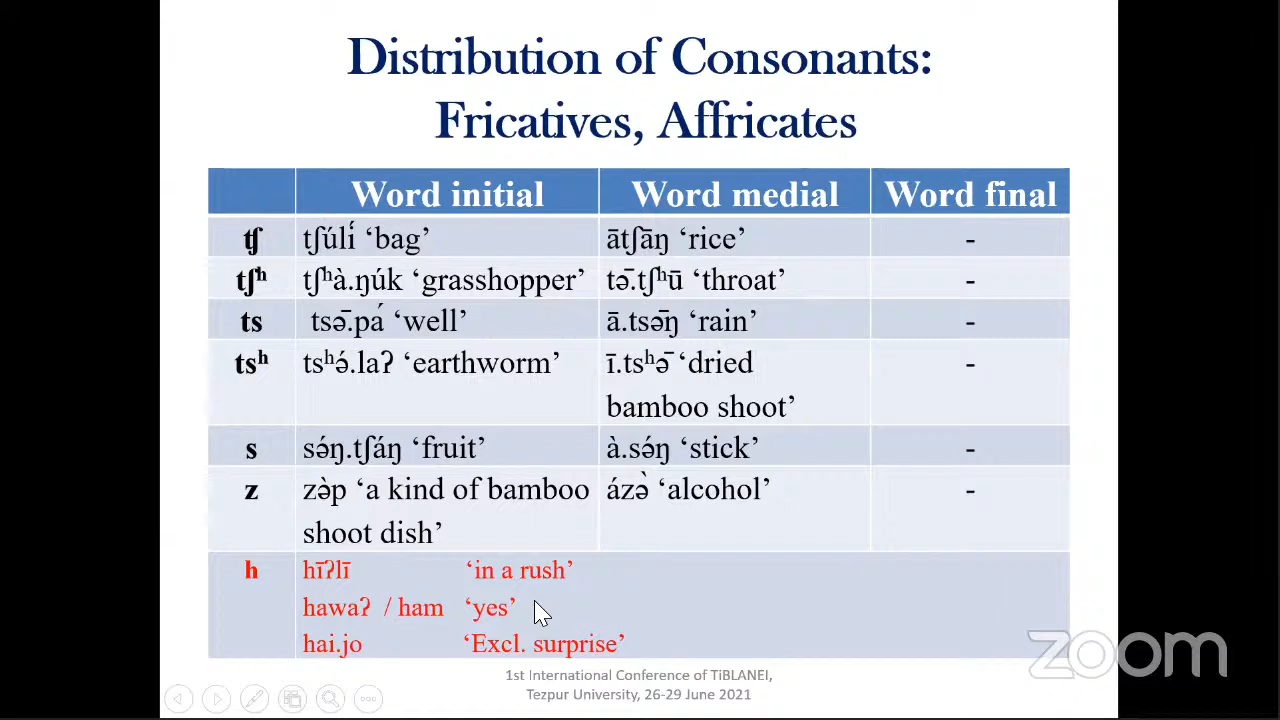 Distribution of Consonants:
Fricatives, Affricates
Word initial Word medial Word final
tʃ tʃúlí ‘bag’ ātʃāŋ ‘rice’ -
tʃʰ tʃʰà.ŋúk ‘grasshopper’ tə̄.tʃʰū ‘throat’ -
ts tsə̄.pá ‘well’ ā.tsə̄ŋ ‘rain’ -
tsʰ tsʰə́.laʔ ‘earthworm’ ī.tsʰə̄ ‘dried
bamboo shoot’ -
s sə́ŋ.tʃáŋ ‘fruit’ à.sə́ŋ ‘stick’ -
z zə̀p ‘a kind of bamboo
shoot dish’ ázə̀ ‘alcohol’ -
h hīʔlī ‘in a rush’
hawaʔ / ham ‘yes’
hai.jo ‘Excl. surprise’
zoom
1st International Conference of TiBLANEI,
Tezpur University, 26-29 June 2021